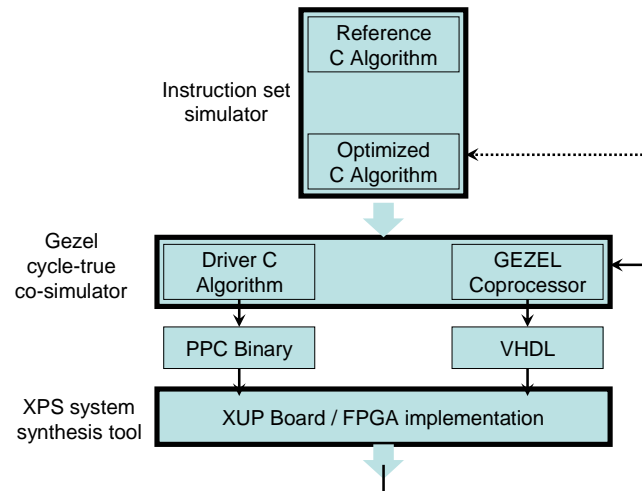 Reference
C Algorithm
Instruction set
simulator
Optimized
C Algorithm
Gezel
cycle-true
co-simulator
Driver C
Algorithm
GEZEL
Coprocessor
PPC Binary
VHDL
XPS system
synthesis tool
XUP Board / FPGA implementation